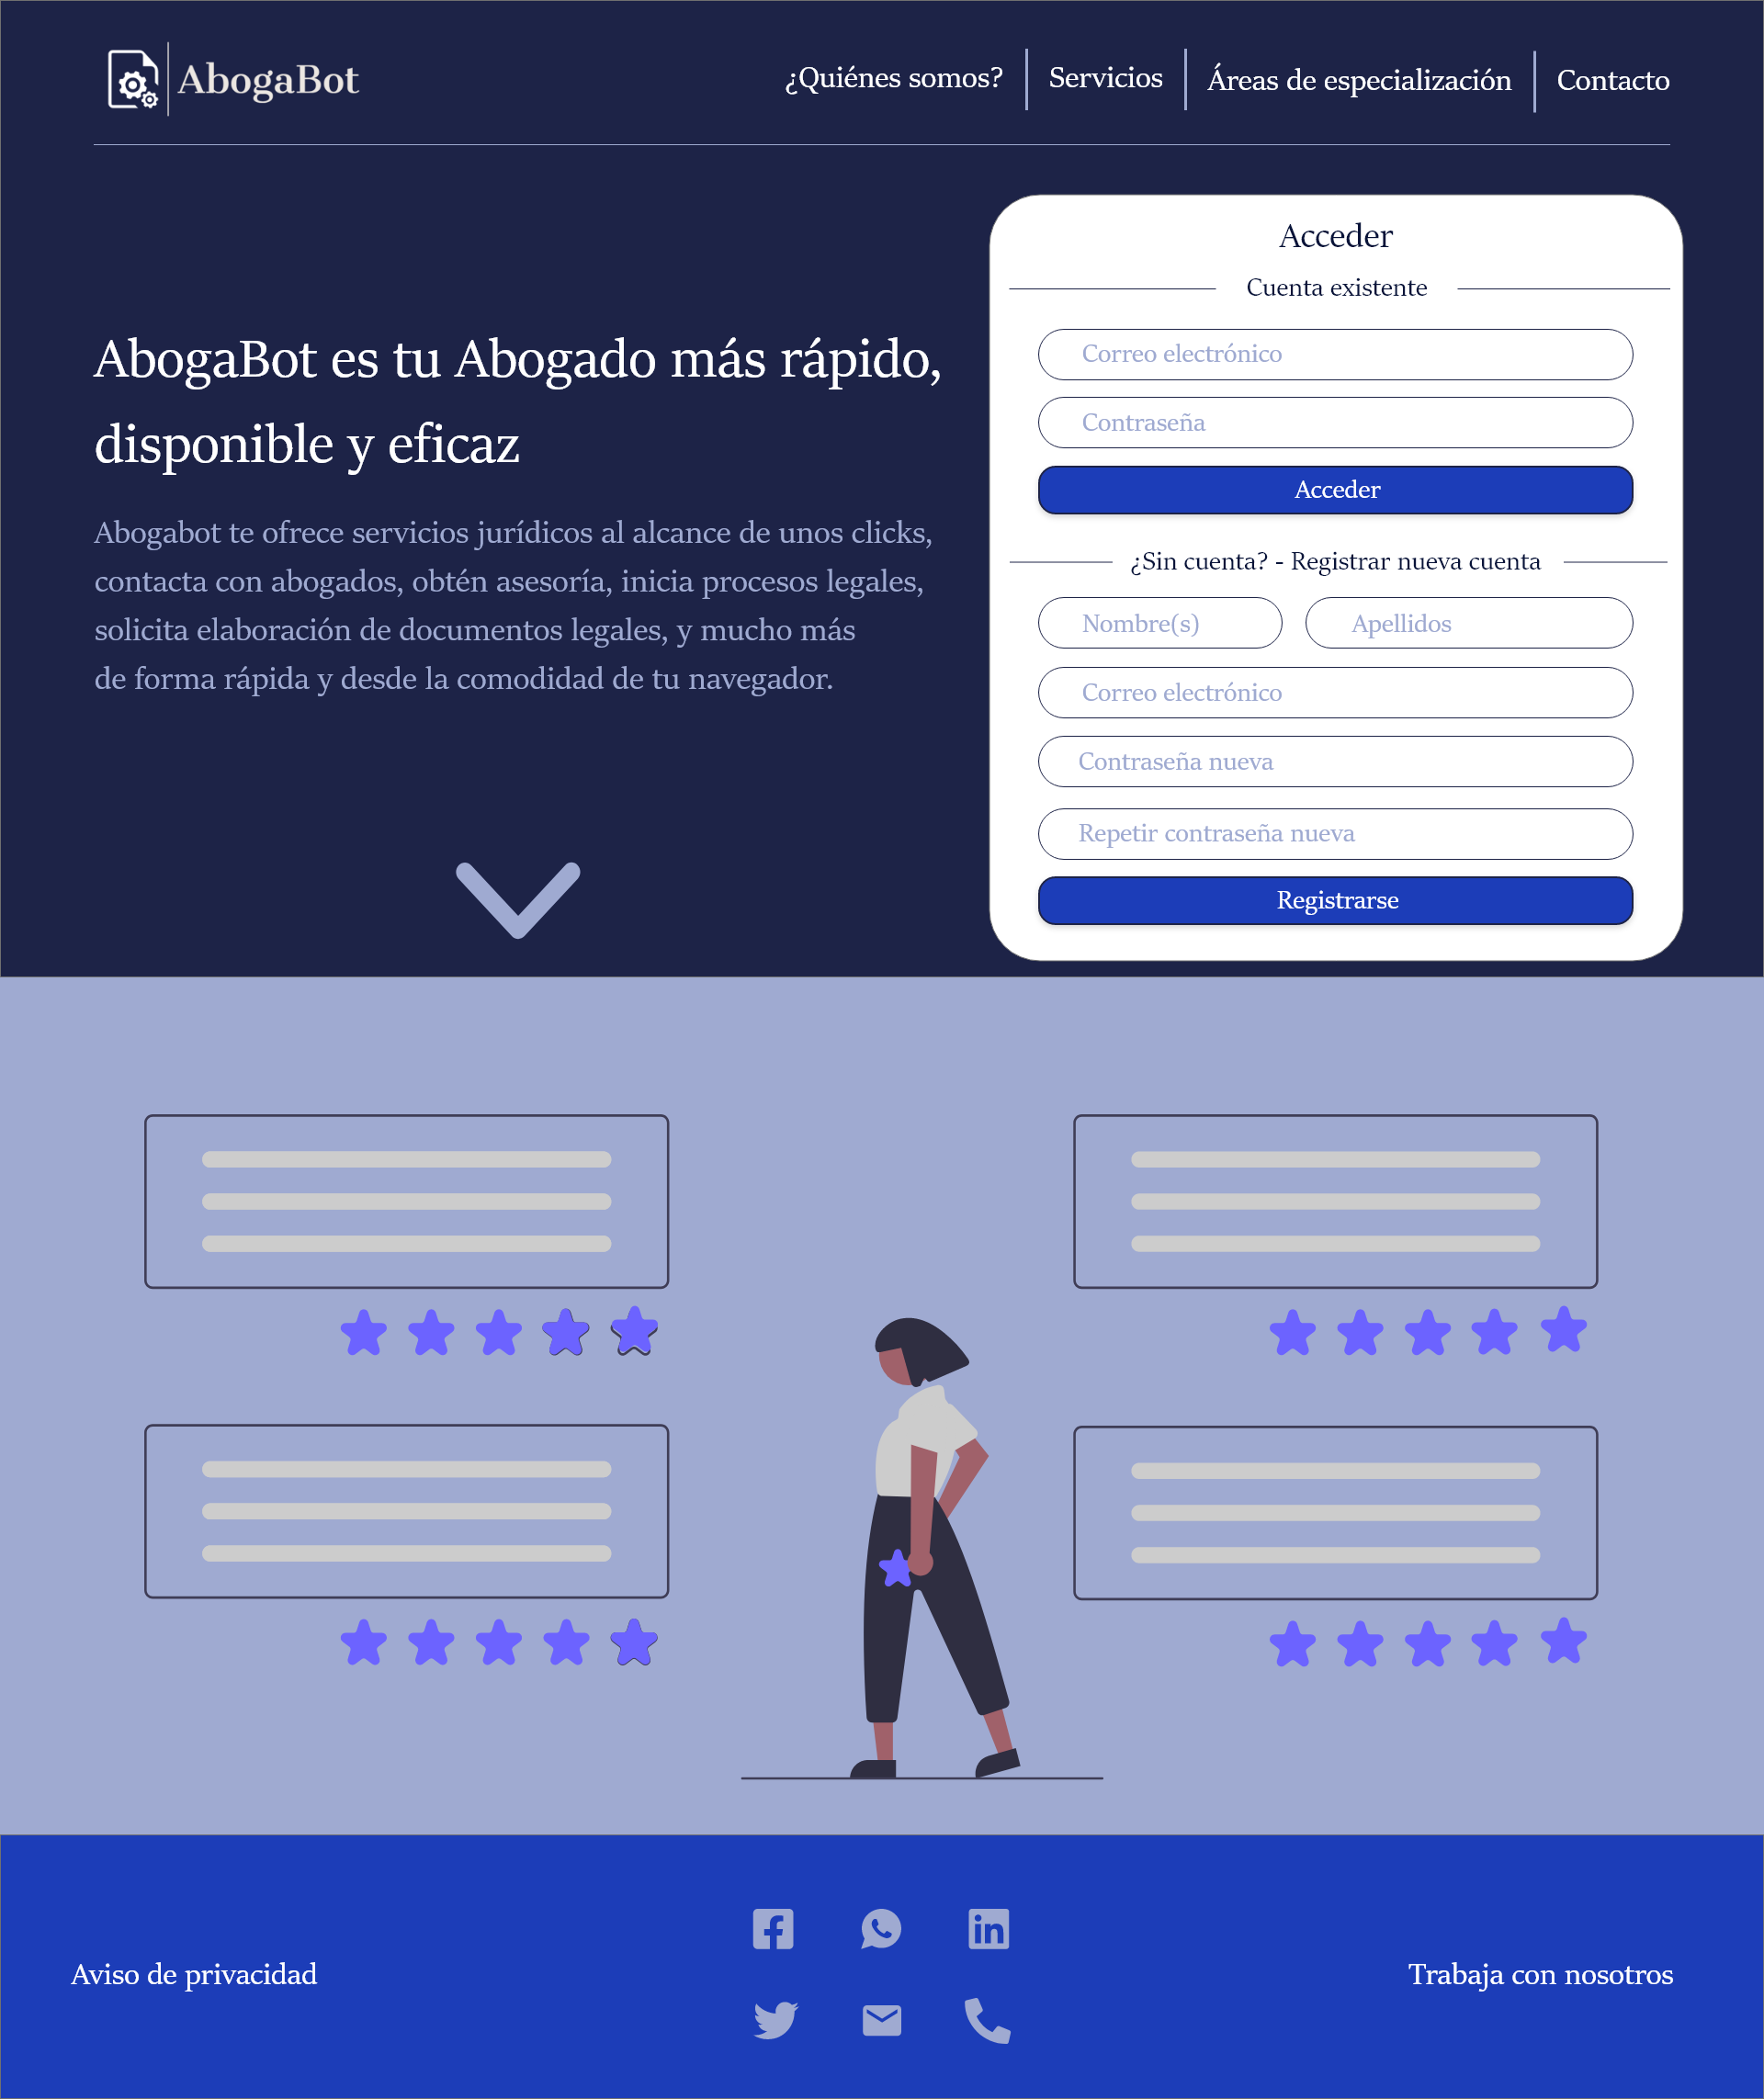 AbogaBot
¿Quiénes somos?
Servicios
Áreas de especialización
Contacto
AbogaBot es tu Abogado más rápido,
disponible y eficaz
Abogabot te ofrece servicios jurídicos al alcance de unos clicks,
contacta con abogados, obtén asesoría, inicia procesos legales,
solicita elaboración de documentos legales, y mucho más
de forma rápida y desde la comodidad de tu navegador.
Acceder
Cuenta existente
Correo electrónico
Contraseña
Acceder
¿Sin cuenta? - Registrar nueva cuenta
Nombre(s)
Apellidos
Correo electrónico
Contraseña nueva
Repetir contraseña nueva
Registrarse
Aviso de privacidad
Trabaja con nosotros